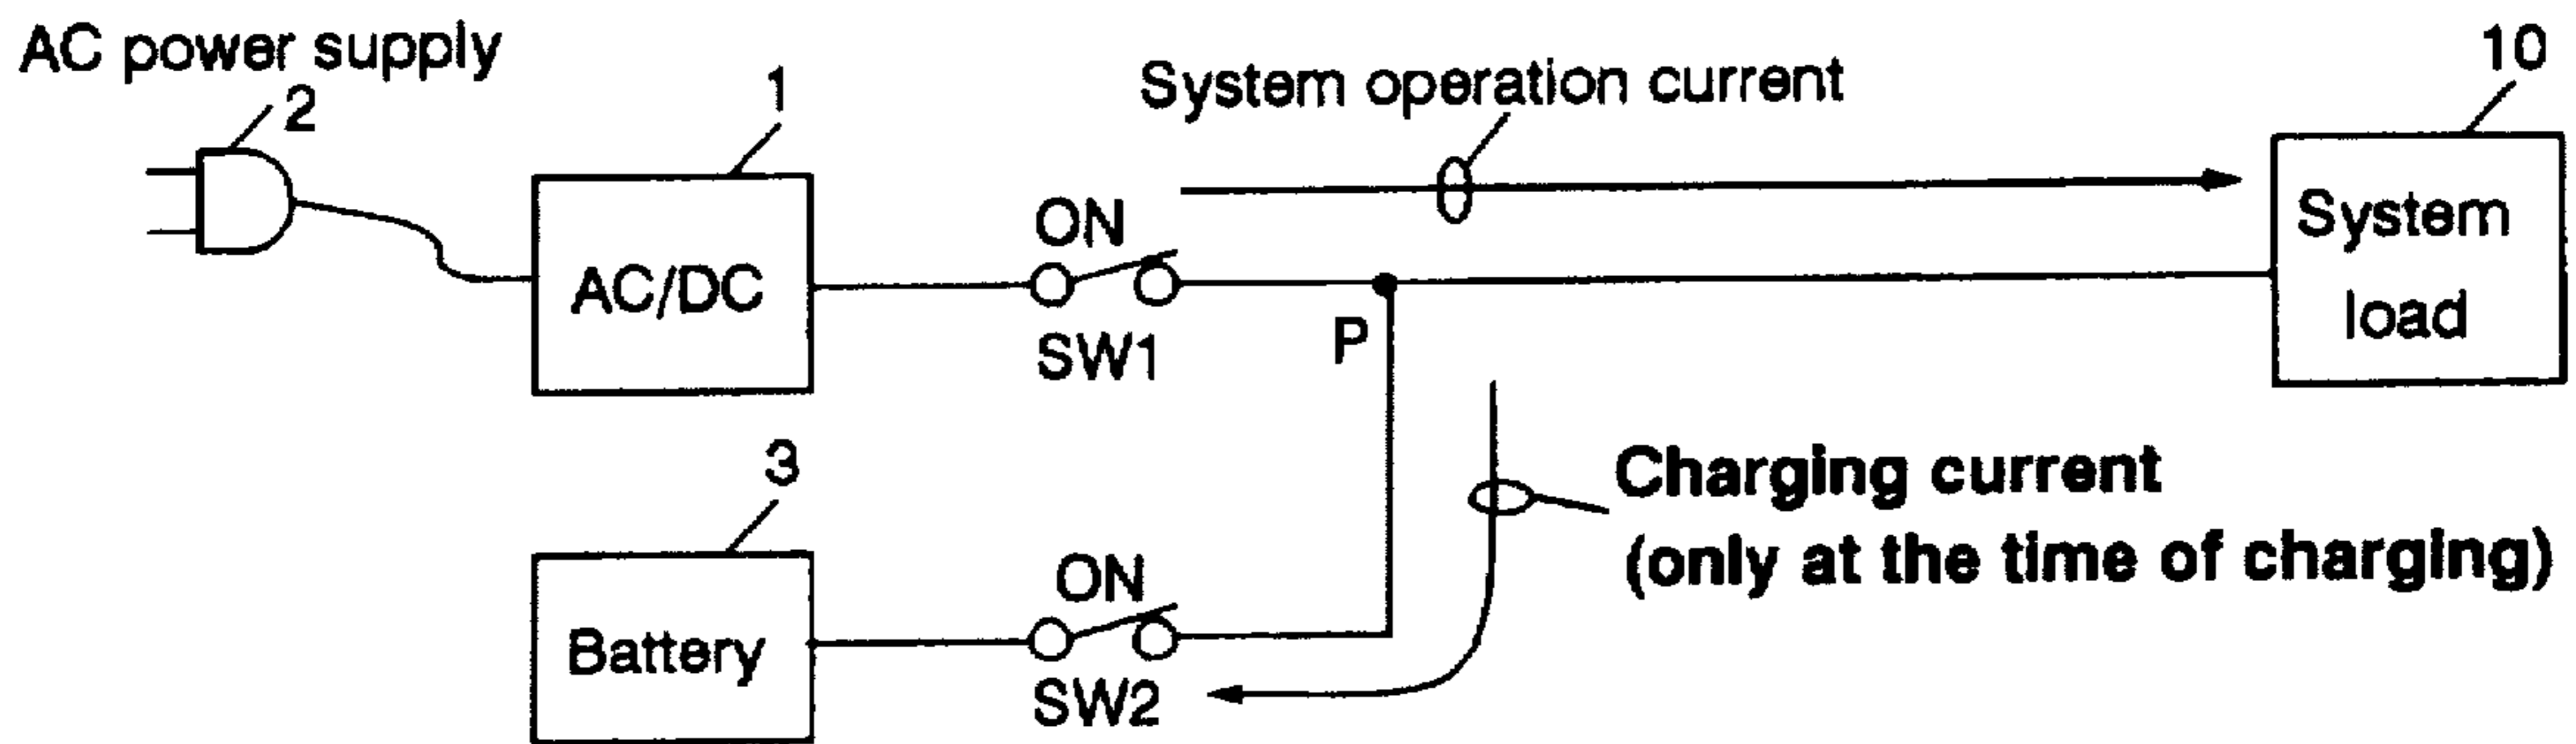 AC power supply
2
1
System operation current
10
ON
AC/DC
SW1
P
System
load
3
Charging current
(only at the time of charging)
ON
Battery
SW2